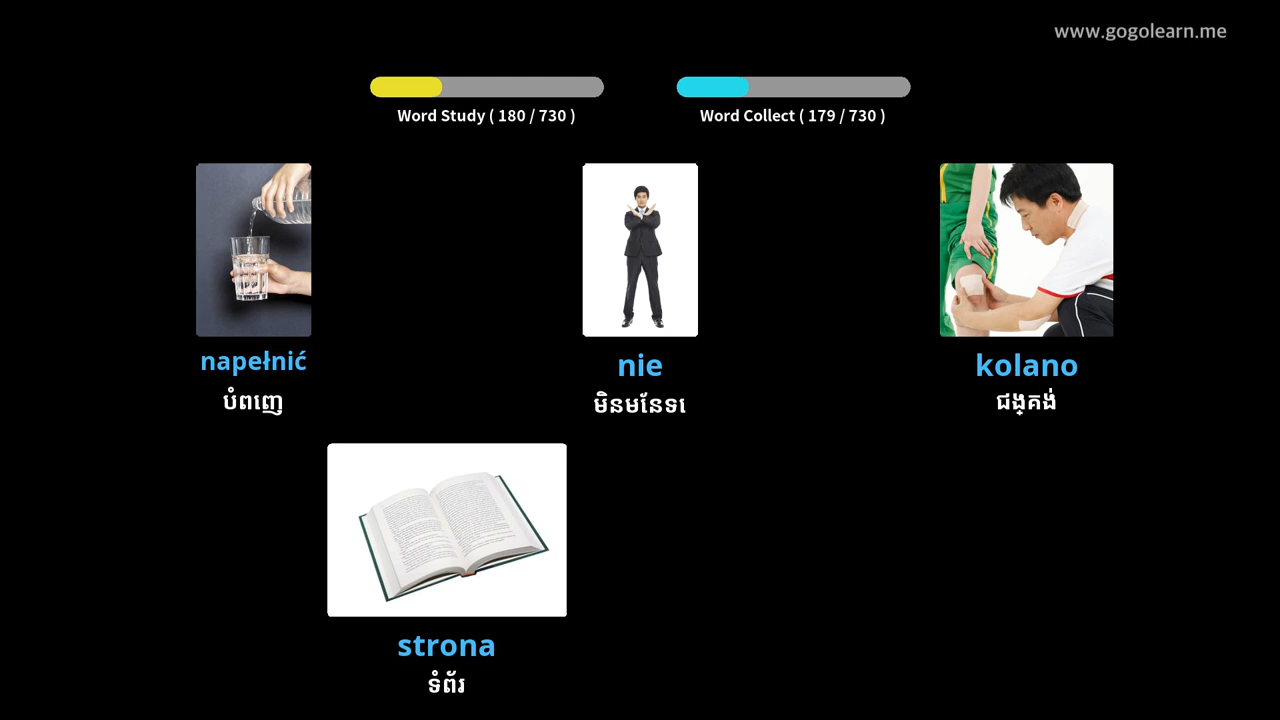 www.gogolearn.me
Word Study ( 180 / 730 )
Word Collect ( 179 / 730 )
napełnić
បំពញេ
nie
មិនមនែទេ
kolano
ជង្គង់
strona
ទំព័រ